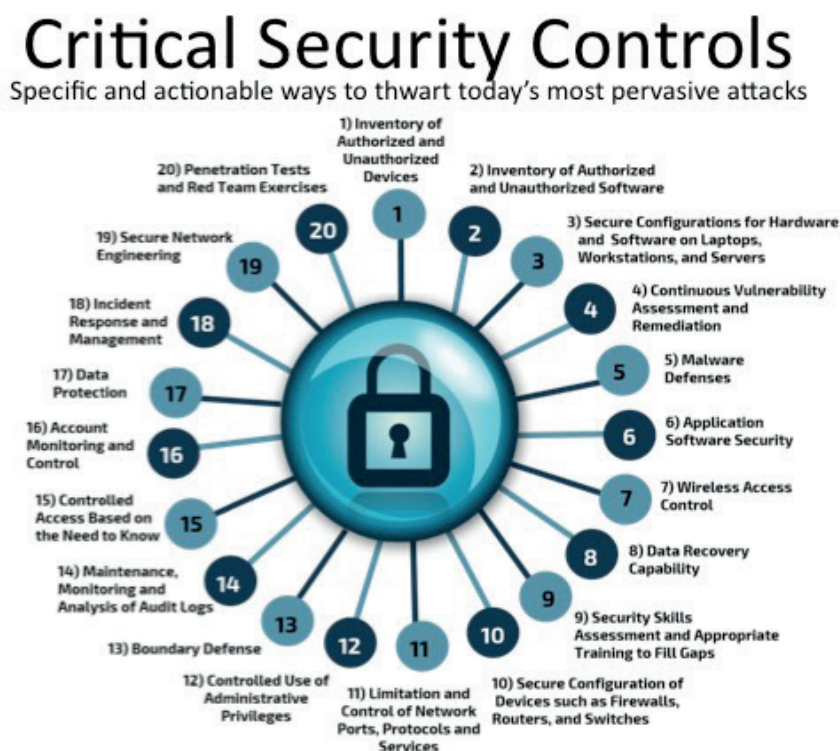 Critical Security Controls
Specific and actionable ways to thwart today's most pervasive attacks
1) Inventory of
Authorized and
Unauthorized
Devices
1
2) Inventory of Authorized
and Unauthorized Software
2
3) Secure Configurations for Hardware
and Software on Laptops,
Workstations, and Servers
3
4) Continuous Vulnerability
Assessment and
Remediation
4
5) Malware
Defenses
5
6) Application
Software Security
6
7) Wireless Access
Control
7
8) Data Recovery
Capability
8
9) Security Skills
Assessment and Appropriate
Training to Fill Gaps
9
10) Secure Configuration of
Devices such as Firewalls,
Routers, and Switches
10
11) Limitation and
Control of Network
Ports, Protocols and
Services
11
12) Controlled Use of
Administrative
Privileges
12
13) Boundary Defense
13
14) Maintenance,
Monitoring and
Analysis of Audit Logs
14
15) Controlled
Access Based on
the Need to Know
15
16) Account
Monitoring and
Control
16
17) Data
Protection
17
18) Incident
Response and
Management
18
19) Secure Network
Engineering
19
20) Penetration Tests
and Red Team Exercises
20